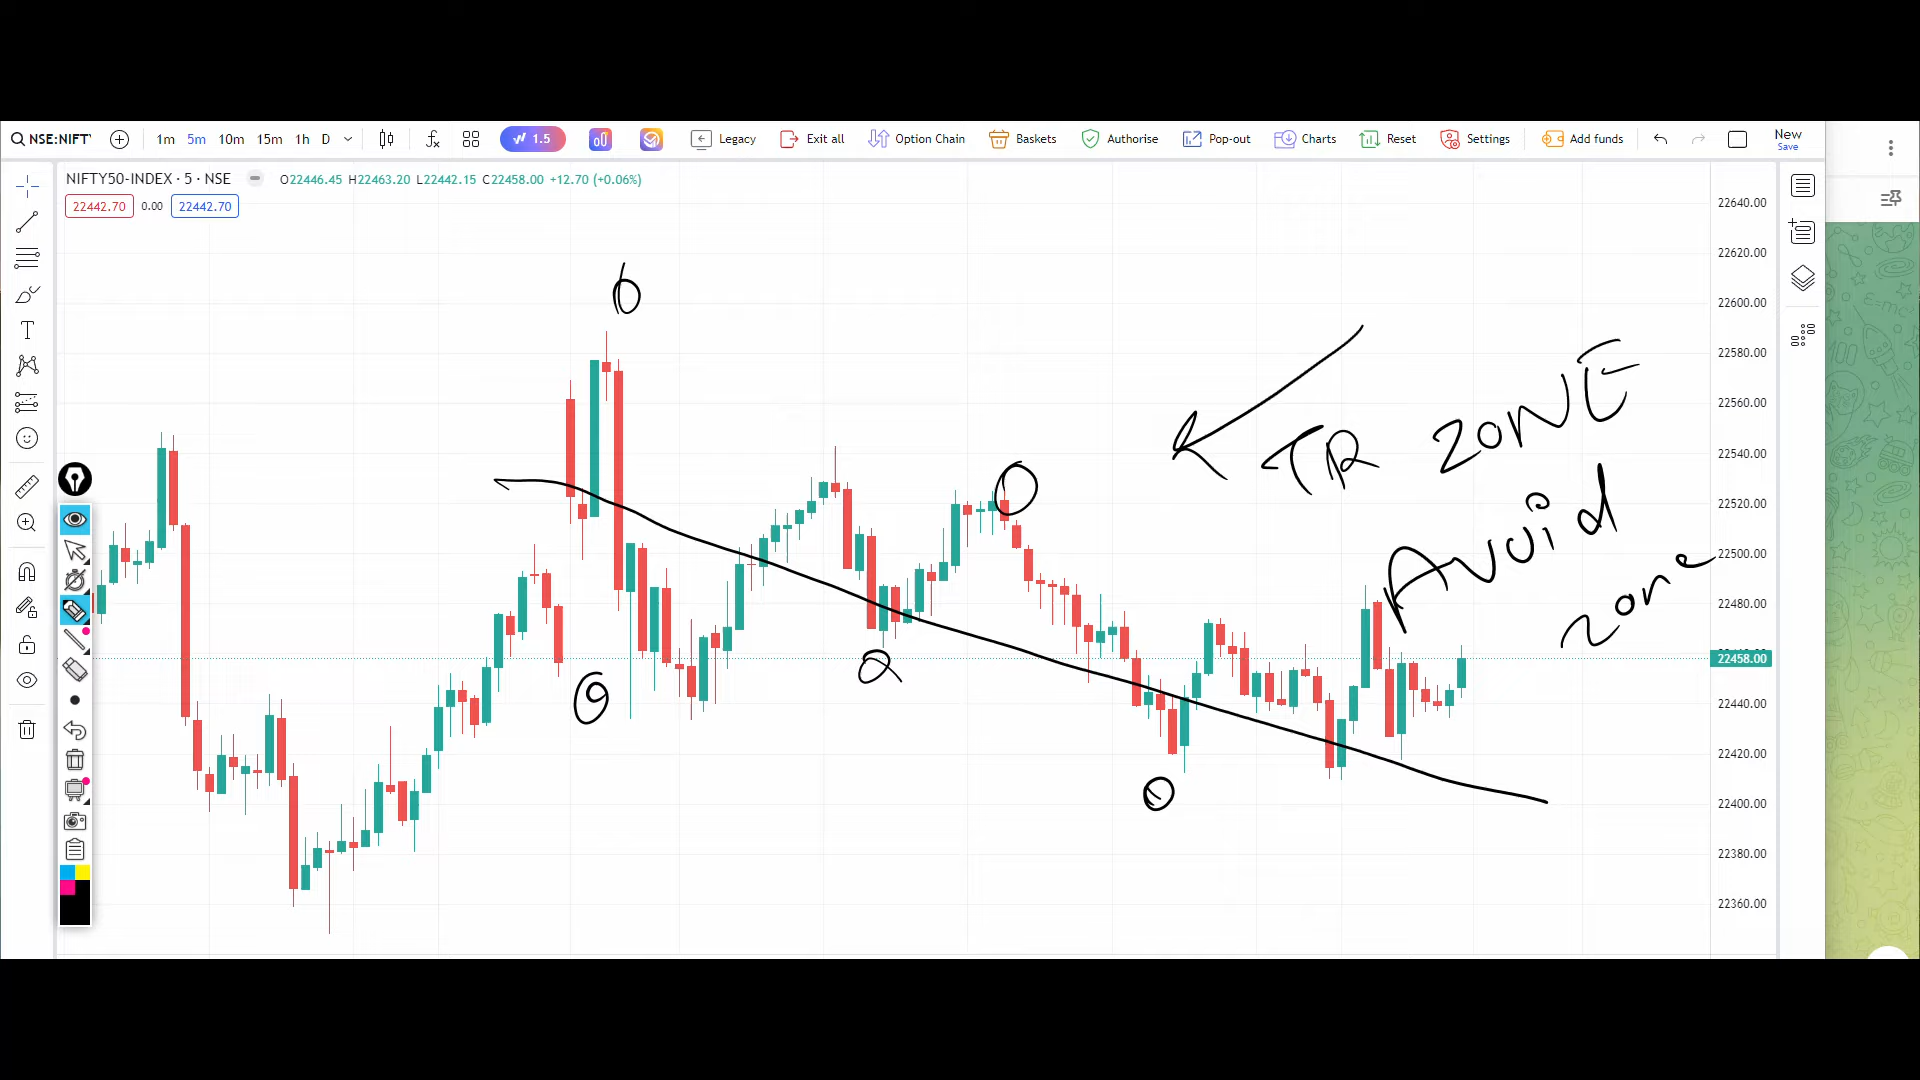 NSE:NIFTY 1m 5m 10m 15m 1h D 1.5 Legacy Exit all Option Chain Baskets Authorise Pop-out Charts Reset Settings Add funds New
Save
NIFTY50-INDEX · 5 · NSE O22446.45 H22463.20 L22442.15 C22458.00 +12.70 (+0.06%)
22442.70 0.00 22442.70
22640.00
22620.00
22600.00
22580.00
22560.00
22540.00
22520.00
22500.00
22480.00
22458.00
22440.00
22420.00
22400.00
22380.00
22360.00
TR ZONE
Avoid
zone